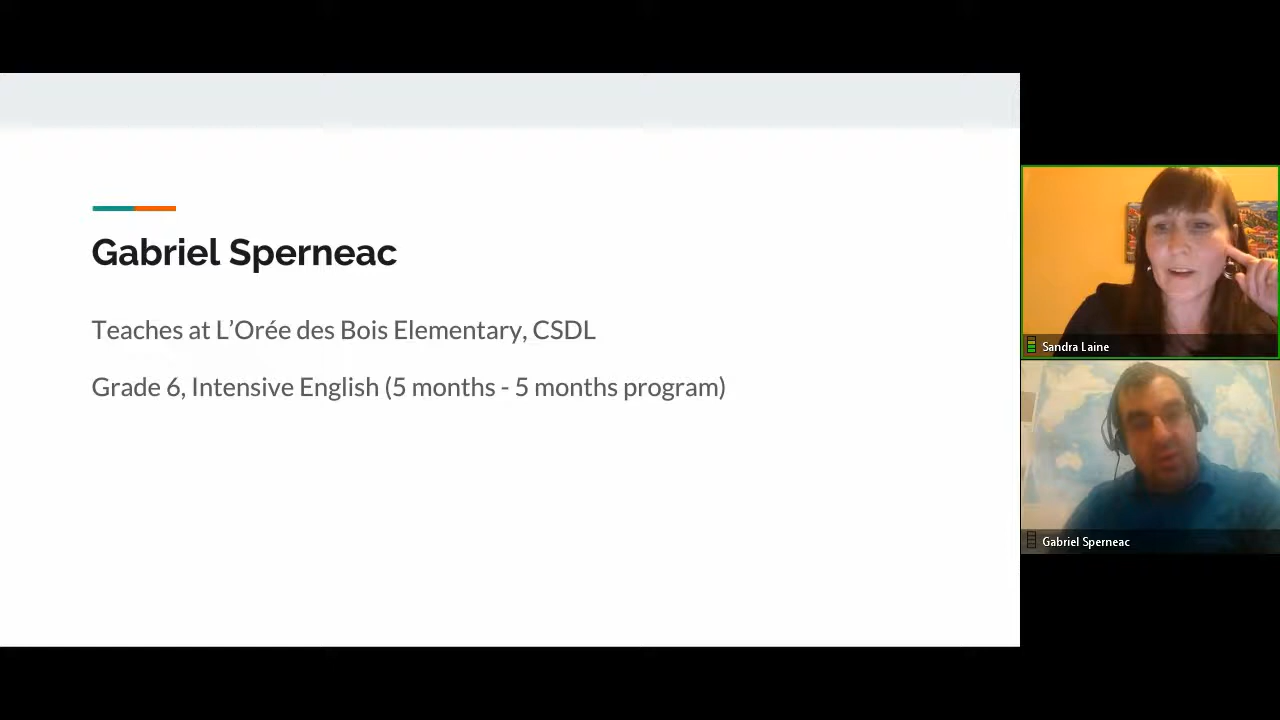 Gabriel Sperneac
Teaches at L’Orée des Bois Elementary, CSDL
Grade 6, Intensive English (5 months - 5 months program)
Sandra Laine
Gabriel Sperneac